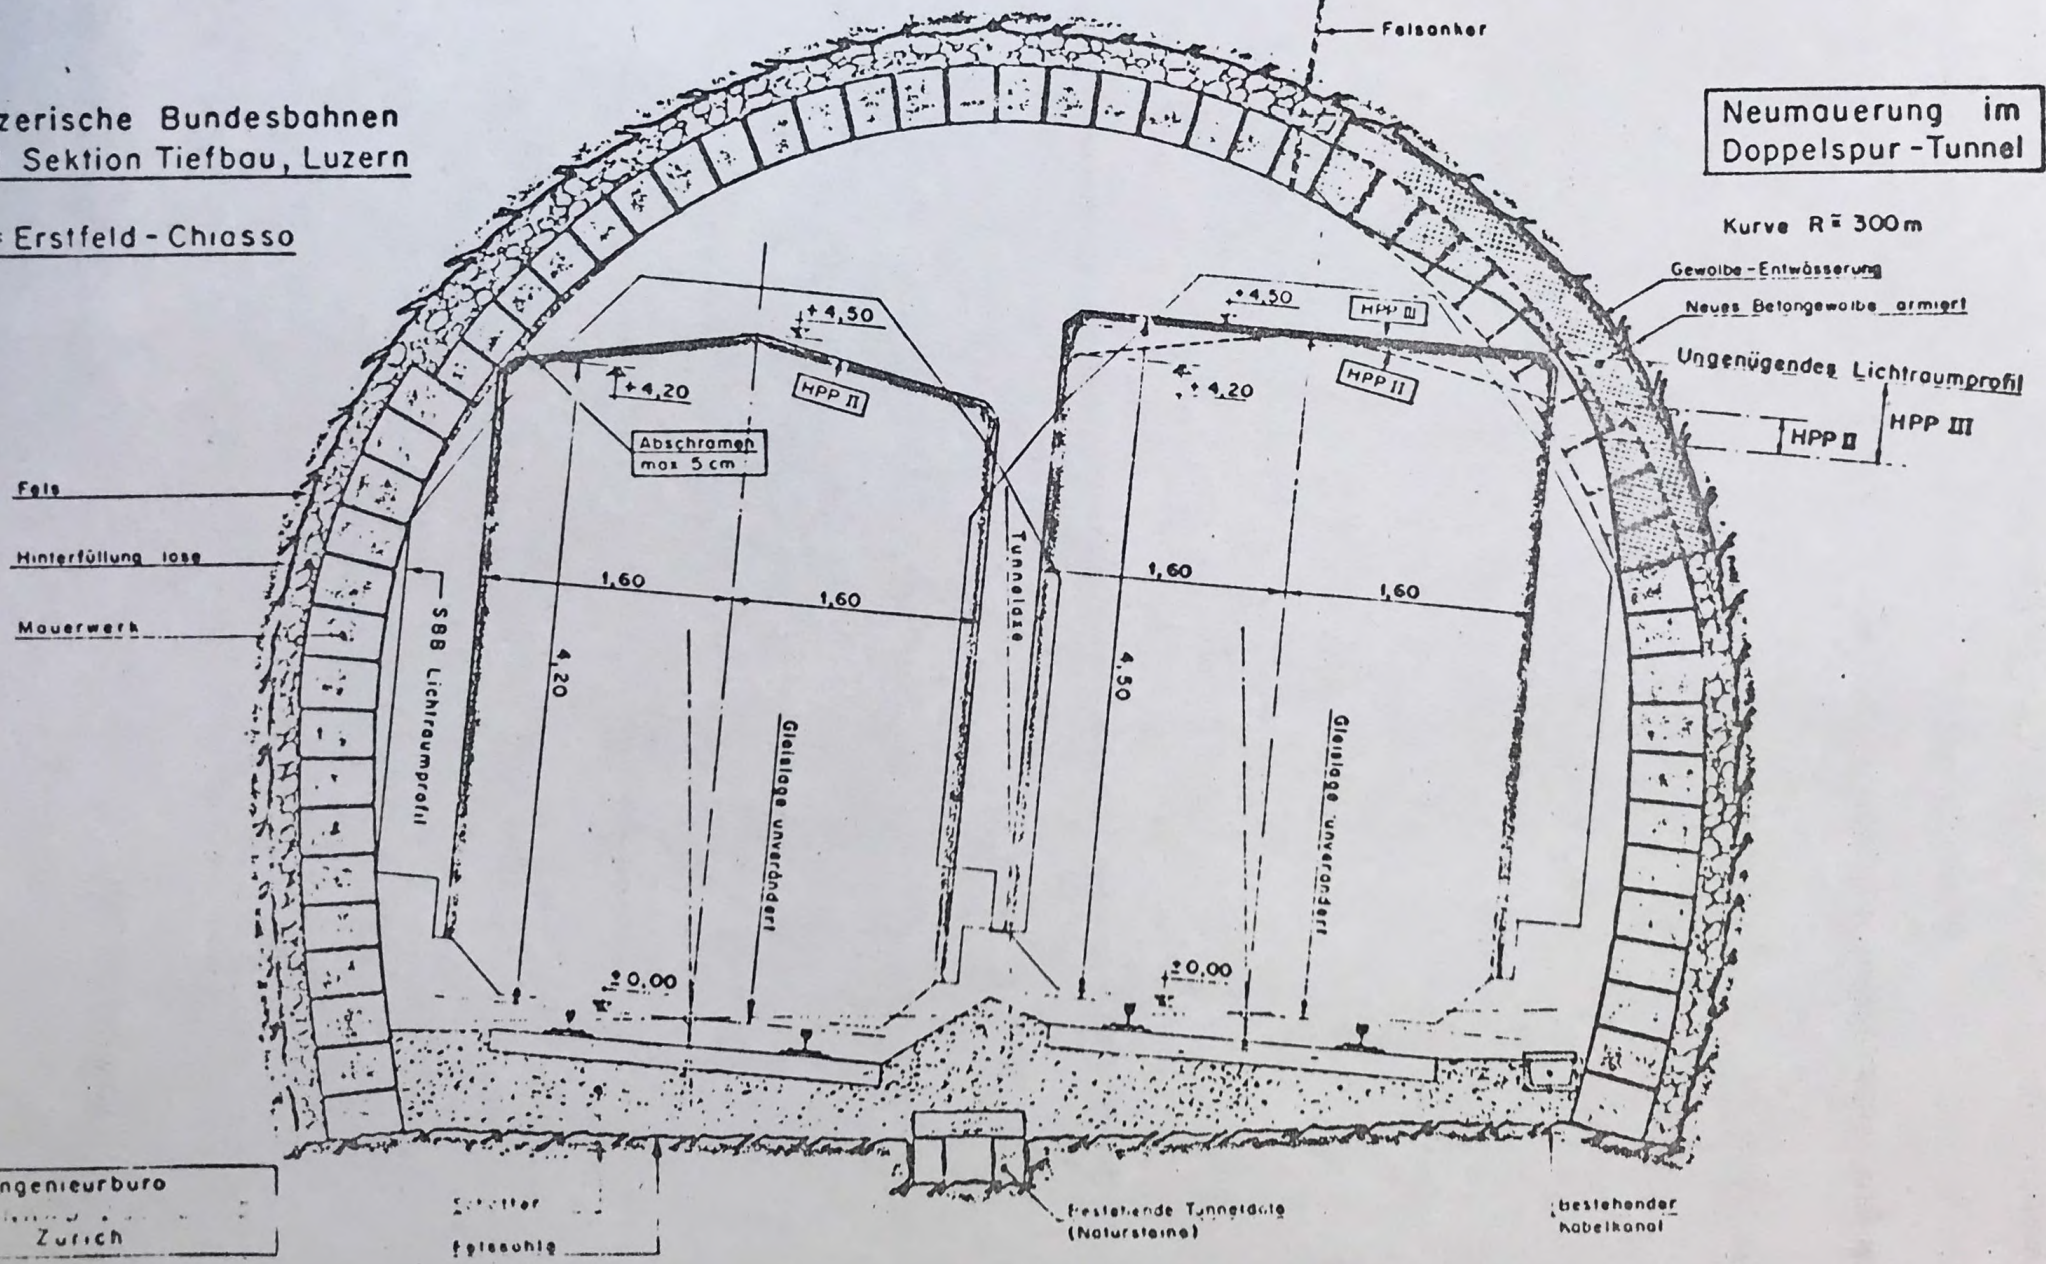 zerische Bundesbahnen
Sektion Tiefbau, Luzern
Erstfeld - Chiasso
Felsanker
Neumauerung im
Doppelspur-Tunnel
Kurve R ≅ 300 m
Gewölbe-Entwässerung
Neues Betongewölbe armiert
Ungenügendes Lichtraumprofil
HPP II
HPP III
+4,50
+4,20
HPP II
Abschrämen
max 5 cm
+4,50
HPP III
HPP II
+4,20
Fels
Hinterfüllung lose
Mauerwerk
SBB Lichtraumprofil
1,60
1,60
4,20
Gleislage unverändert
±0,00
Tunnelaxe
1,60
1,60
4,50
Gleislage unverändert
±0,00
ngenieurbüro
Zürich
Schotter
Felssohle
Bestehende Tunneldole
(Natursteine)
bestehender
Kabelkanal